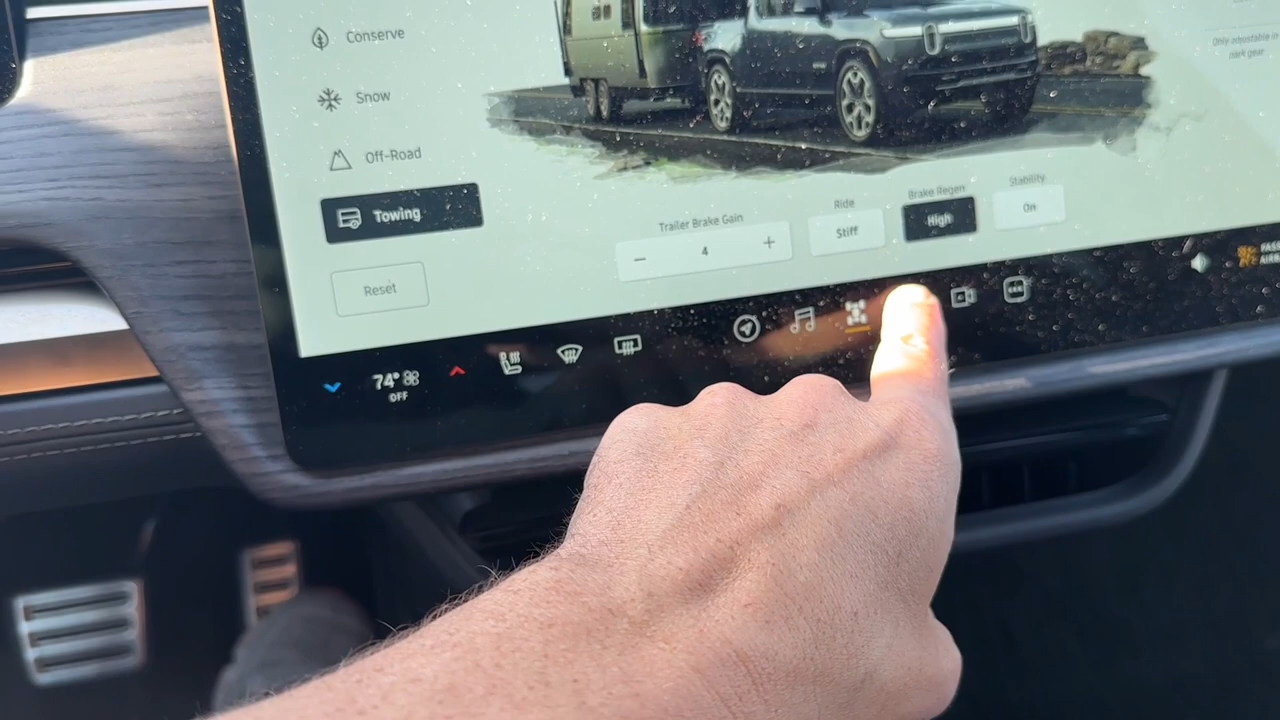 Conserve
Snow
Off-Road
Towing
Reset
Only adjustable in
park gear
Trailer Brake Gain
− 4 +
Ride
Stiff
Brake Regen
High
Stability
On
74°
OFF